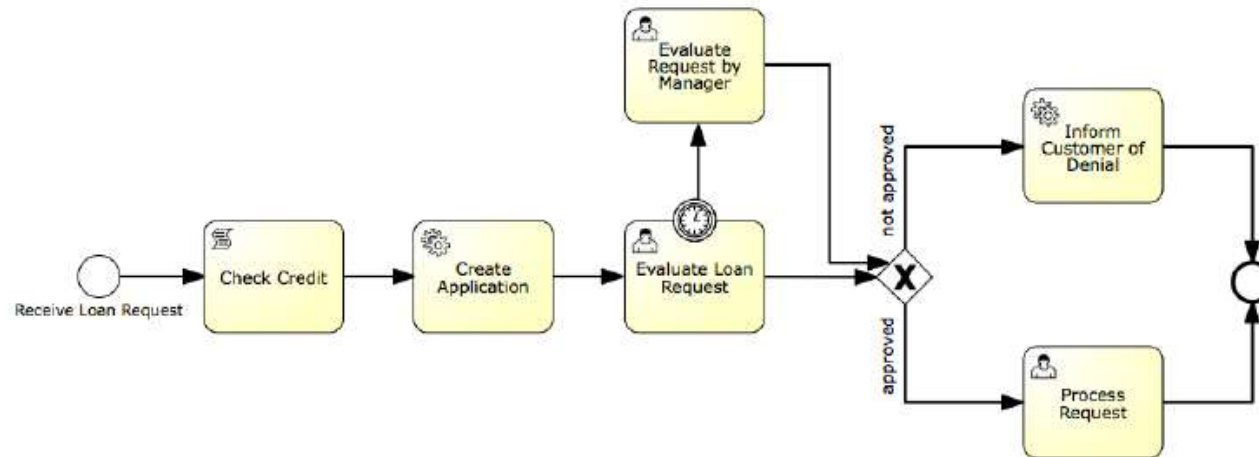 Evaluate
Request by
Manager
Inform
Customer of
Denial
not approved
Check Credit
Create
Application
Evaluate Loan
Request
X
Receive Loan Request
approved
Process
Request